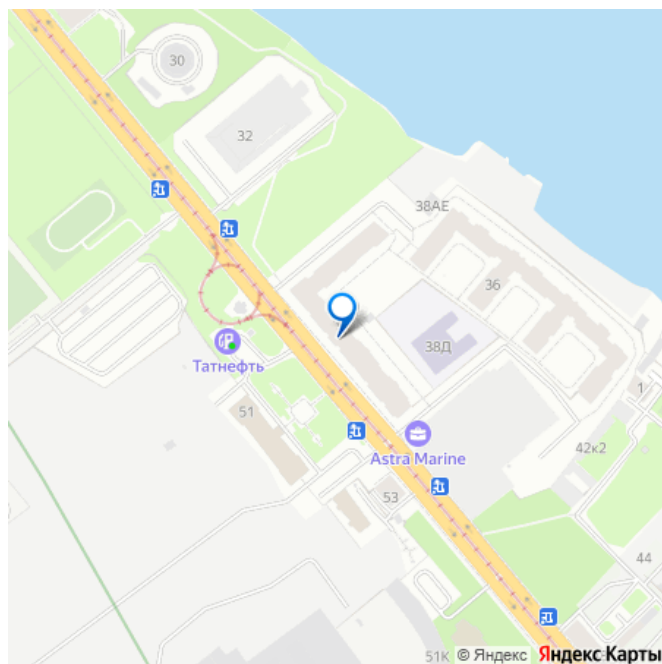 30
32
38АЕ
36
38Д
Татнефть
1
51
Astra Marine
42к2
53
44
51К
© Яндекс
Яндекс Карты